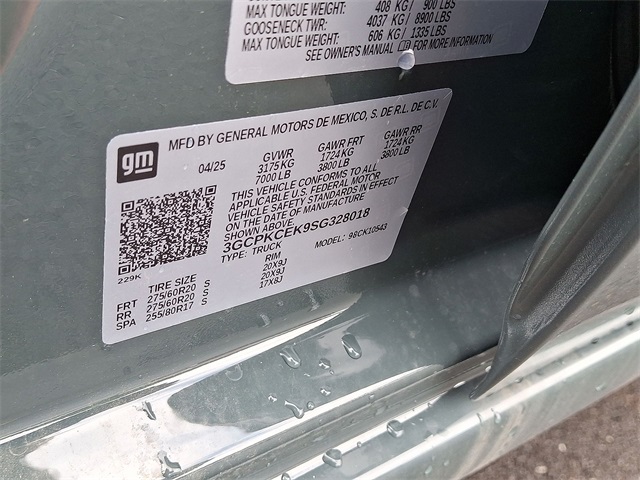 MAX TONGUE WEIGHT: 408 KG / 900 LBS
GOOSENECK TWR: 4037 KG / 8900 LBS
MAX TONGUE WEIGHT: 606 KG / 1335 LBS
SEE OWNER'S MANUAL FOR MORE INFORMATION
gm
MFD BY GENERAL MOTORS DE MEXICO, S. DE R.L. DE C.V.
04/25 GVWR GAWR FRT GAWR RR
3175 KG 1724 KG 1724 KG
7000 LB 3800 LB 3800 LB
THIS VEHICLE CONFORMS TO ALL
APPLICABLE U.S. FEDERAL MOTOR
VEHICLE SAFETY STANDARDS IN EFFECT
ON THE DATE OF MANUFACTURE
SHOWN ABOVE.
3GCPKCEK9SG328018
TYPE: TRUCK MODEL: 98CK10543
229K
TIRE SIZE RIM
FRT 275/60R20 S 20X9J
RR 275/60R20 S 20X9J
SPA 255/80R17 S 17X8J